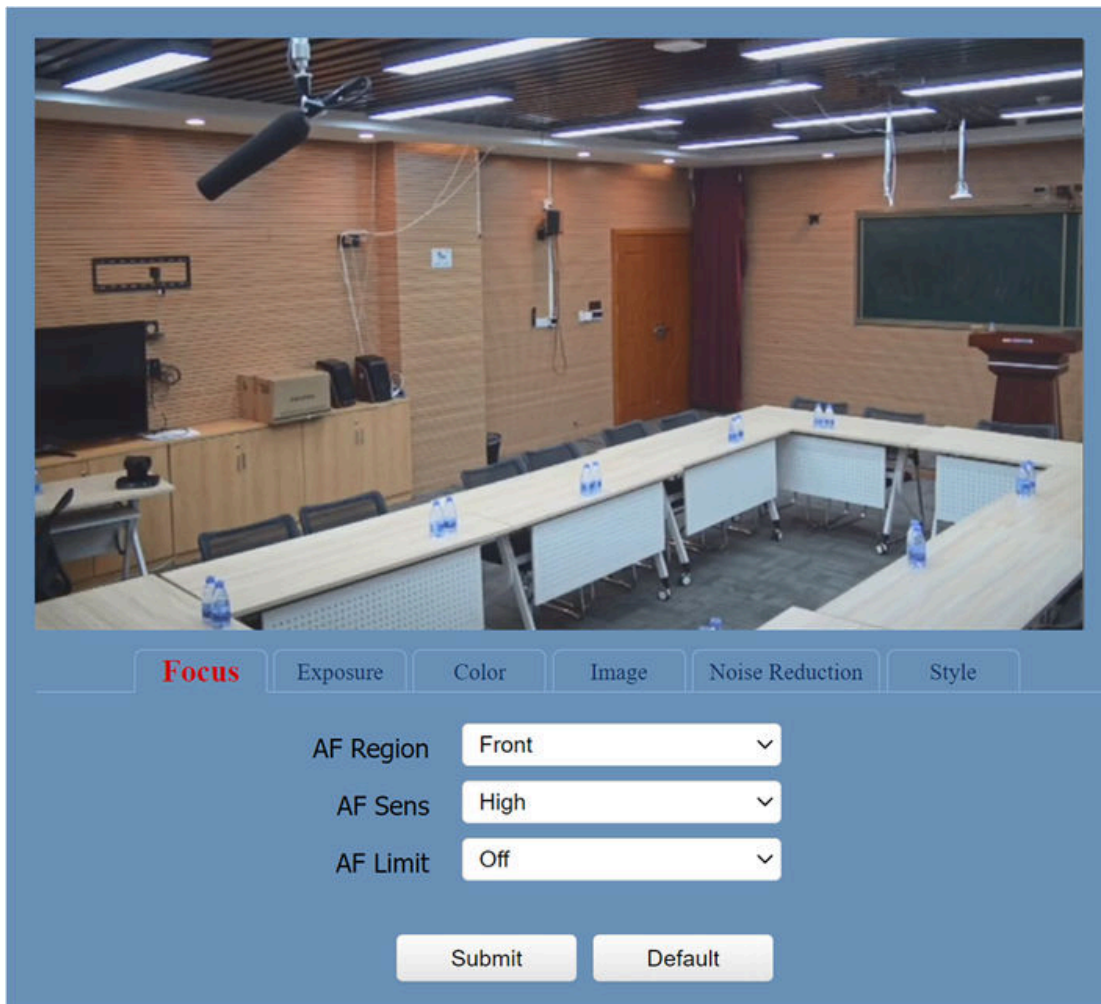 Focus Exposure Color Image Noise Reduction Style
AF Region Front
AF Sens High
AF Limit Off
Submit Default